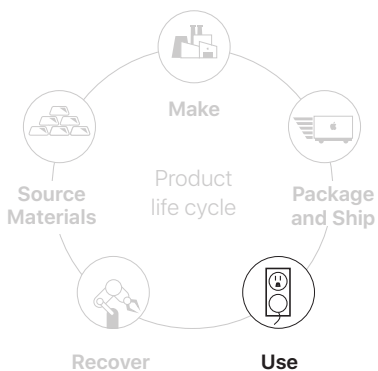 Make
Source
Materials
Product
life cycle
Package
and Ship
Recover
Use